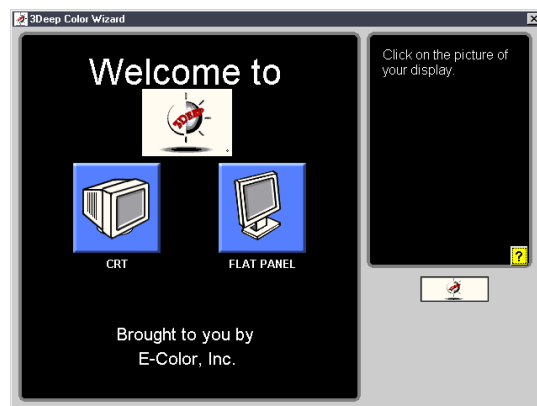 3Deep Color Wizard
Welcome to
3DEEP
CRT
FLAT PANEL
Brought to you by
E-Color, Inc.
Click on the picture of
your display.
?